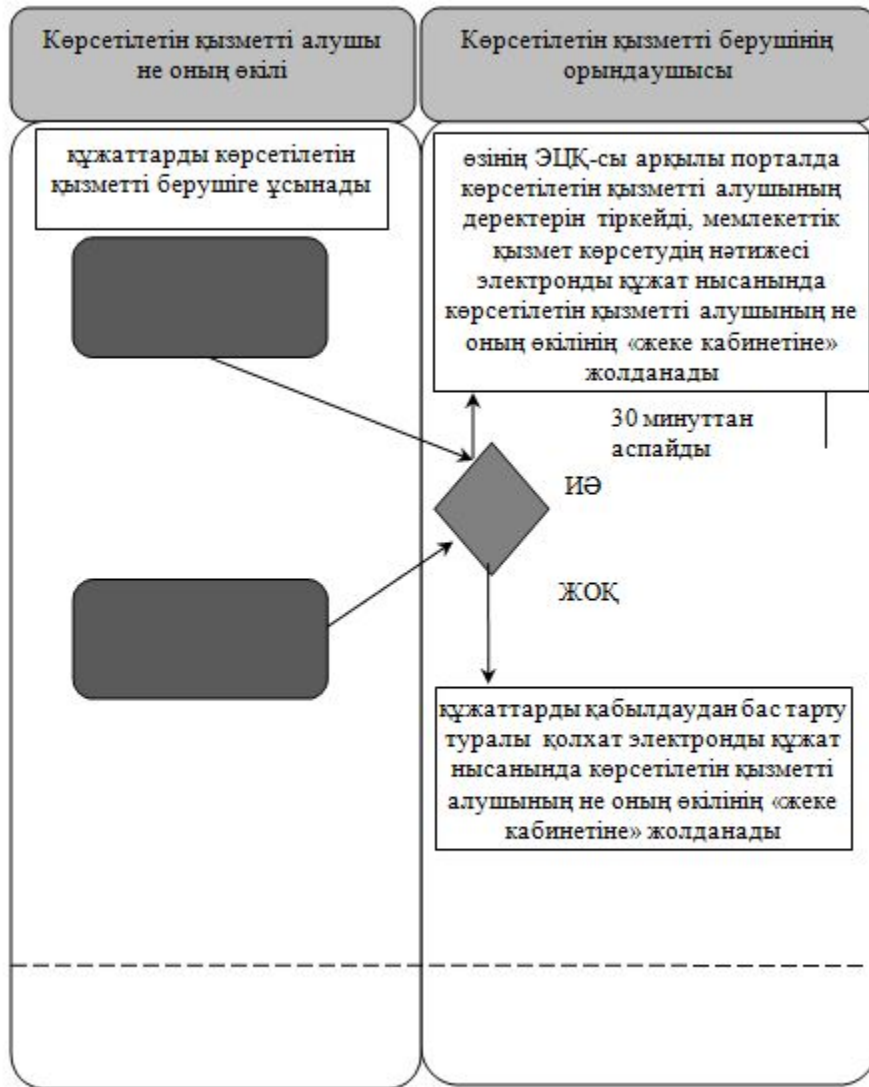 Көрсетілетін қызметті алушы
не оның өкілі
Көрсетілетін қызметті берушінің
орындаушысы
құжаттарды көрсетілетін
қызметті берушіге ұсынады
өзінің ЭЦҚ-сы арқылы порталда
көрсетілетін қызметті алушының
деректерін тіркейді, мемлекеттік
қызмет көрсетудің нәтижесі
электронды құжат нысанында
көрсетілетін қызметті алушының не
оның өкілінің «жеке кабинетіне»
жолданады
30 минуттан
аспайды
ИӘ
ЖОҚ
құжаттарды қабылдаудан бас тарту
туралы қолхат электронды құжат
нысанында көрсетілетін қызметті
алушының не оның өкілінің «жеке
кабинетіне» жолданады